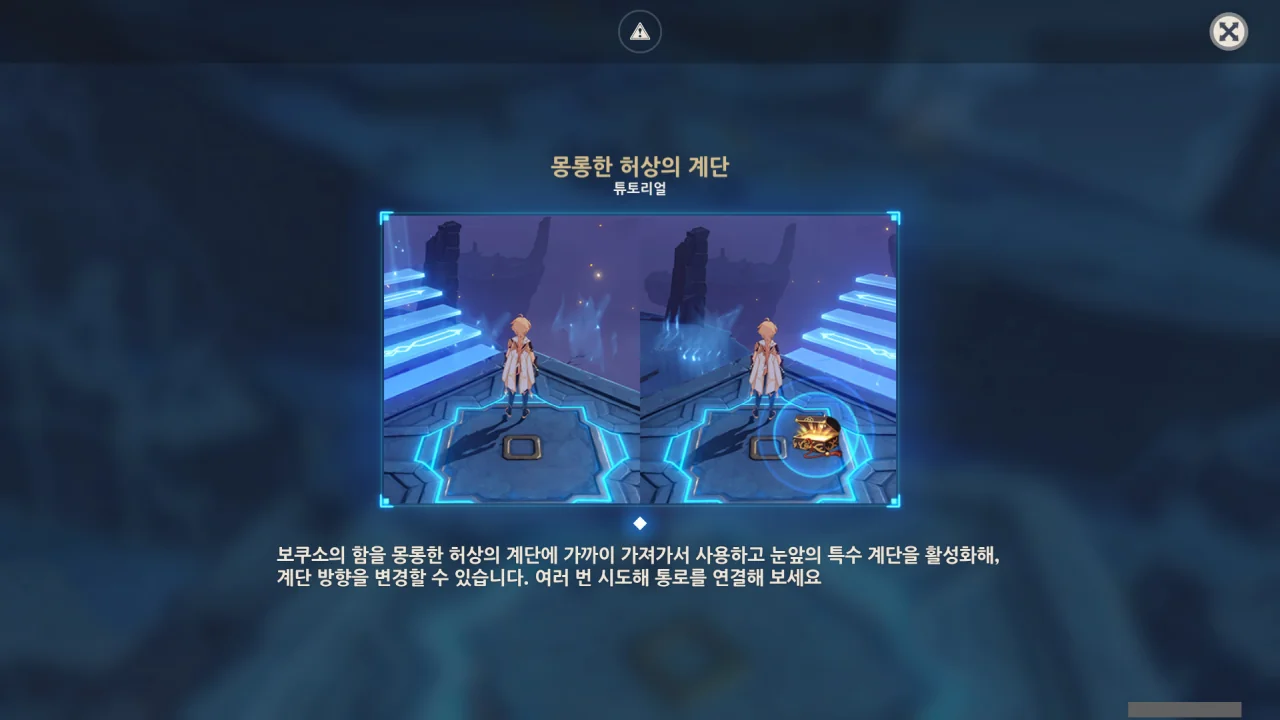 몽롱한 허상의 계단
튜토리얼
보쿠소의 함을 몽롱한 허상의 계단에 가까이 가져가서 사용하고 눈앞의 특수 계단을 활성화해,
계단 방향을 변경할 수 있습니다. 여러 번 시도해 통로를 연결해 보세요